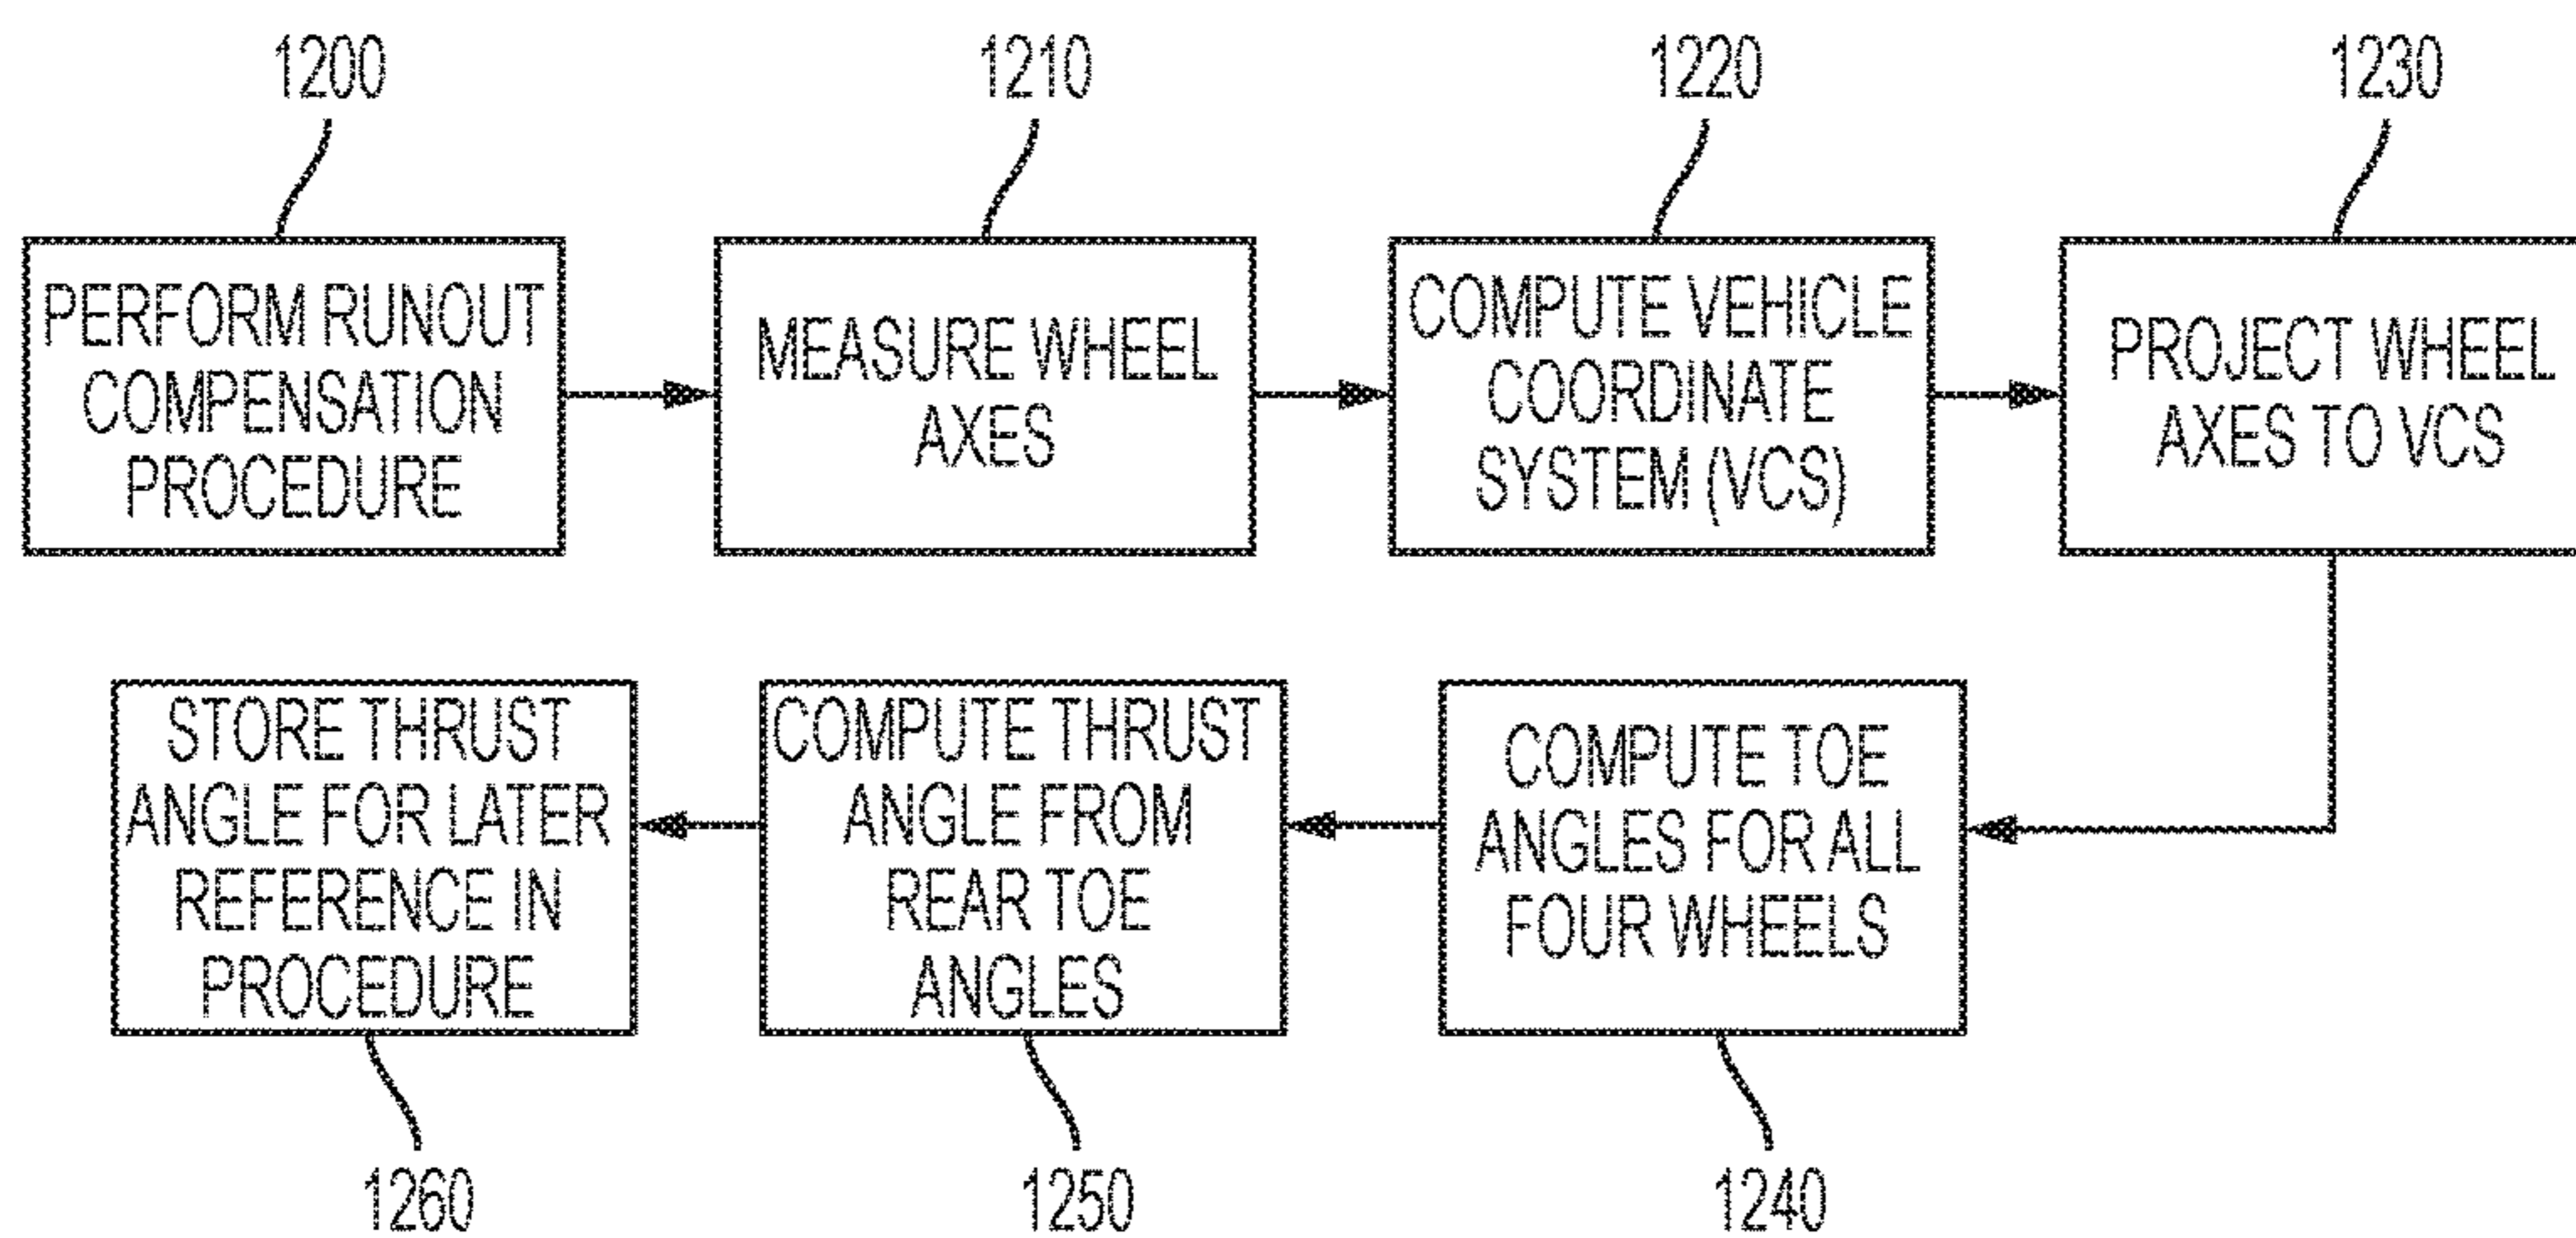 1200
1210
1220
1230
PERFORM RUNOUT
COMPENSATION
PROCEDURE
MEASURE WHEEL
AXES
COMPUTE VEHICLE
COORDINATE
SYSTEM (VCS)
PROJECT WHEEL
AXES TO VCS
STORE THRUST
ANGLE FOR LATER
REFERENCE IN
PROCEDURE
COMPUTE THRUST
ANGLE FROM
REAR TOE
ANGLES
COMPUTE TOE
ANGLES FOR ALL
FOUR WHEELS
1260
1250
1240